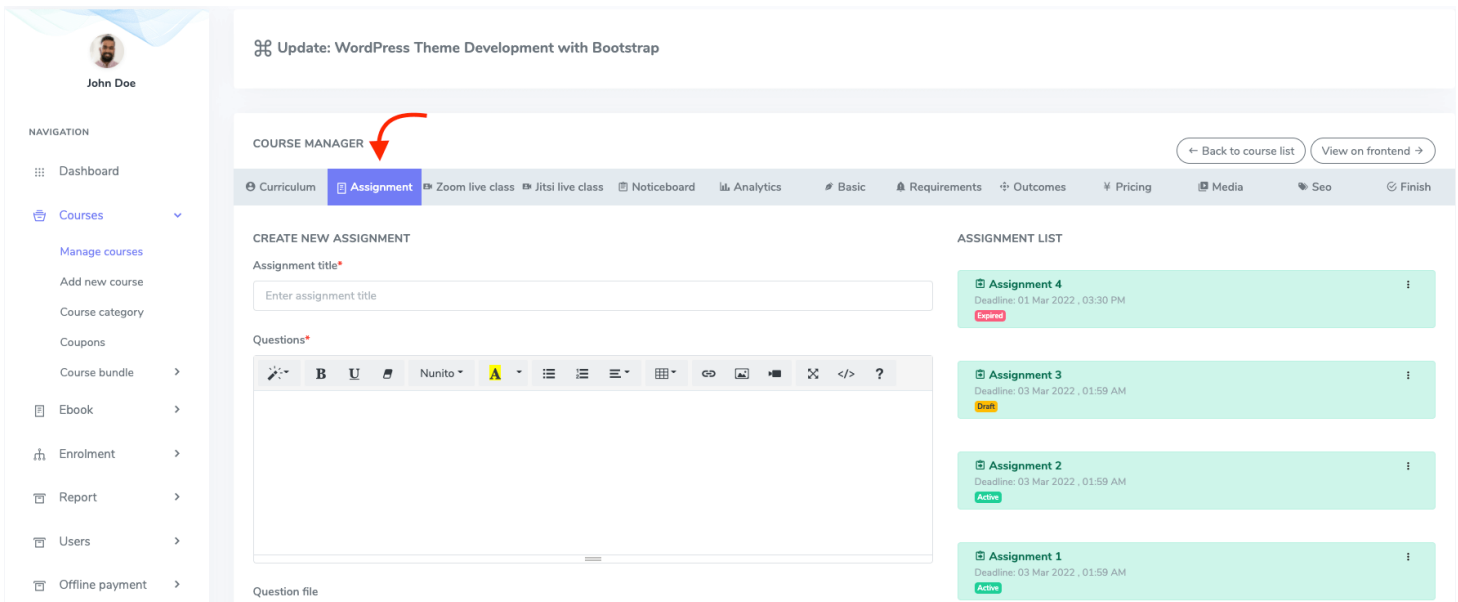 John Doe
NAVIGATION
Dashboard
Courses
Manage courses
Add new course
Course category
Coupons
Course bundle
Ebook
Enrolment
Report
Users
Offline payment
Update: WordPress Theme Development with Bootstrap
COURSE MANAGER
← Back to course list
View on frontend →
Curriculum
Assignment
Zoom live class
Jitsi live class
Noticeboard
Analytics
Basic
Requirements
Outcomes
¥ Pricing
Media
Seo
Finish
CREATE NEW ASSIGNMENT
Assignment title*
Enter assignment title
Questions*
B U Nunito A </> ?
Question file
ASSIGNMENT LIST
Assignment 4
Deadline: 01 Mar 2022 , 03:30 PM
Expired
Assignment 3
Deadline: 03 Mar 2022 , 01:59 AM
Draft
Assignment 2
Deadline: 03 Mar 2022 , 01:59 AM
Active
Assignment 1
Deadline: 03 Mar 2022 , 01:59 AM
Active